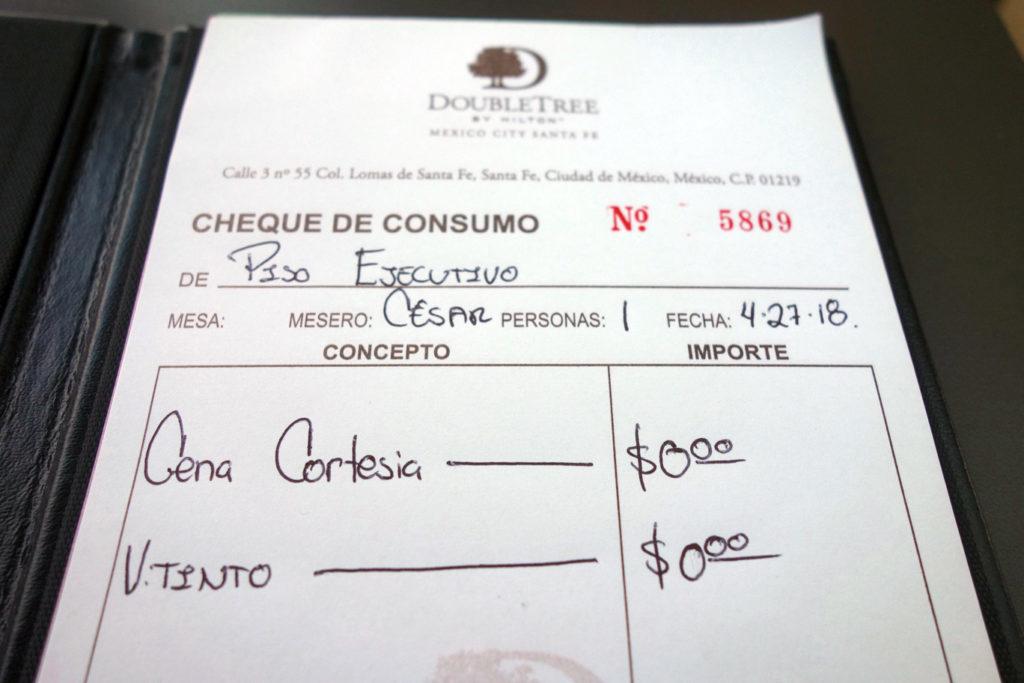 DOUBLETREE
BY HILTON™
MEXICO CITY SANTA FE
Calle 3 nº 55 Col. Lomas de Santa Fe, Santa Fe, Ciudad de México, México, C.P. 01219
CHEQUE DE CONSUMO Nº 5869
DE PISO EJECUTIVO
MESA: MESERO: CÉSAR PERSONAS: 1 FECHA: 4·27·18.
CONCEPTO IMPORTE
Cena Cortesia $0.00
V. TINTO $0.00